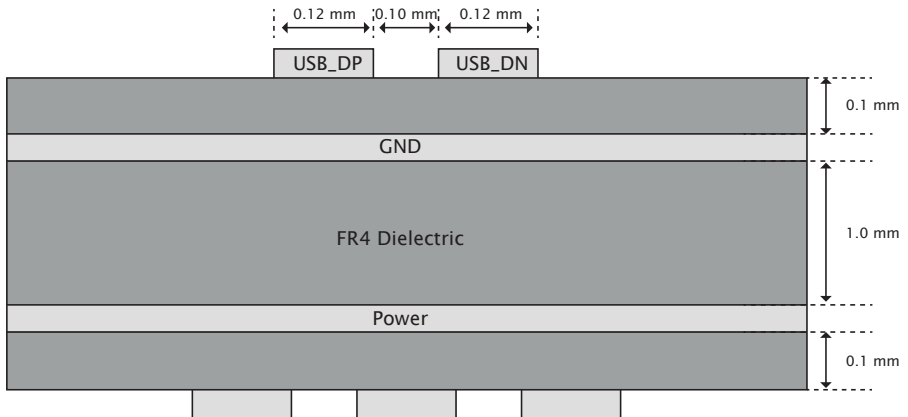 0.12 mm 0.10 mm 0.12 mm
USB_DP USB_DN
0.1 mm
GND
1.0 mm
FR4 Dielectric
Power
0.1 mm